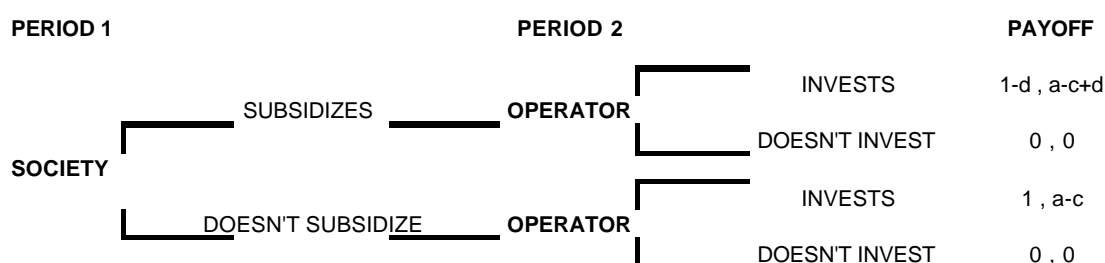 PERIOD 1 PERIOD 2 PAYOFF
INVESTS 1-d , a-c+d
SUBSIDIZES OPERATOR
DOESN'T INVEST 0 , 0
SOCIETY
INVESTS 1 , a-c
DOESN'T SUBSIDIZE OPERATOR
DOESN'T INVEST 0 , 0